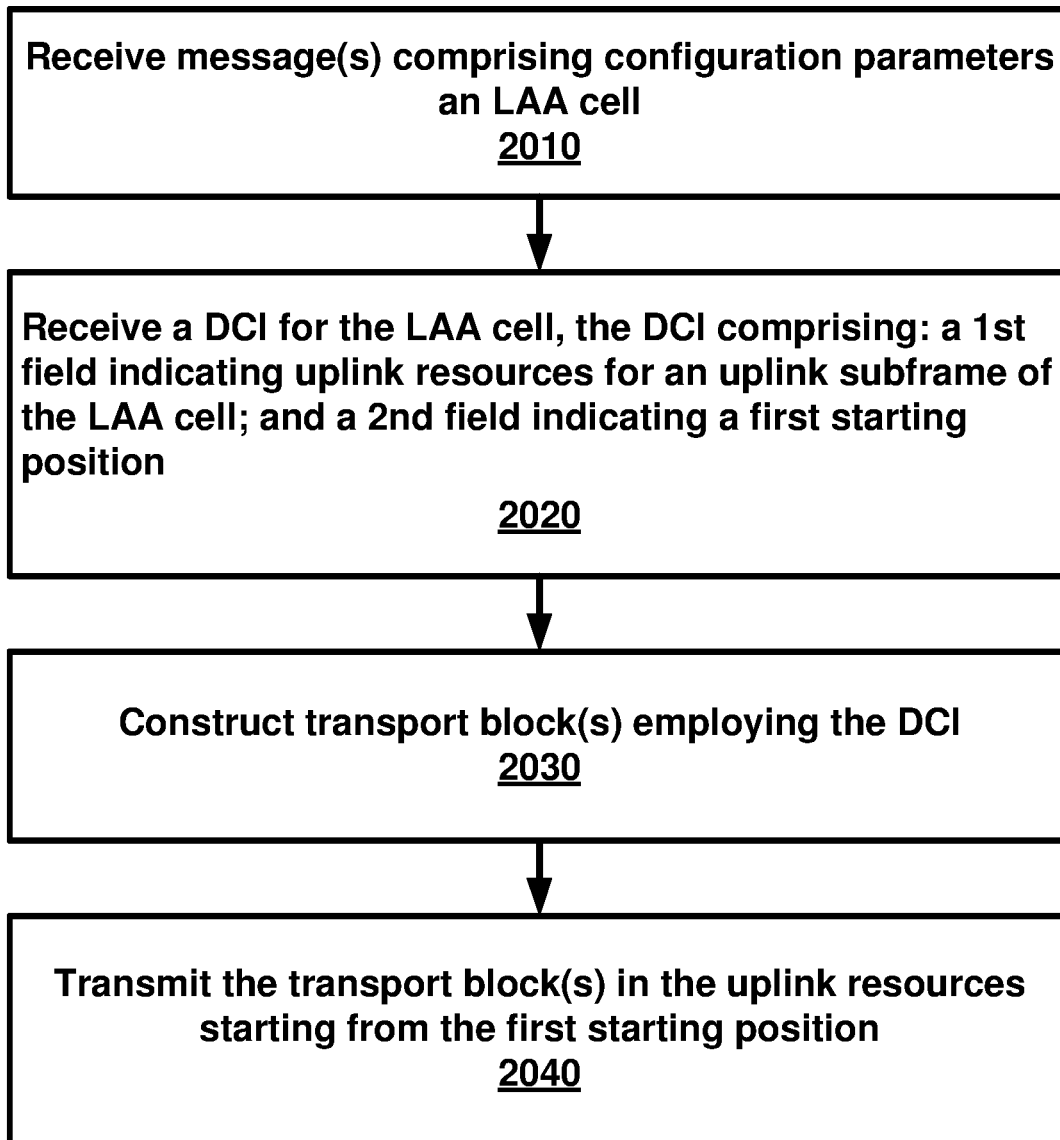 Receive message(s) comprising configuration parameters
an LAA cell
2010
Receive a DCI for the LAA cell, the DCI comprising: a 1st
field indicating uplink resources for an uplink subframe of
the LAA cell; and a 2nd field indicating a first starting
position
2020
Construct transport block(s) employing the DCI
2030
Transmit the transport block(s) in the uplink resources
starting from the first starting position
2040